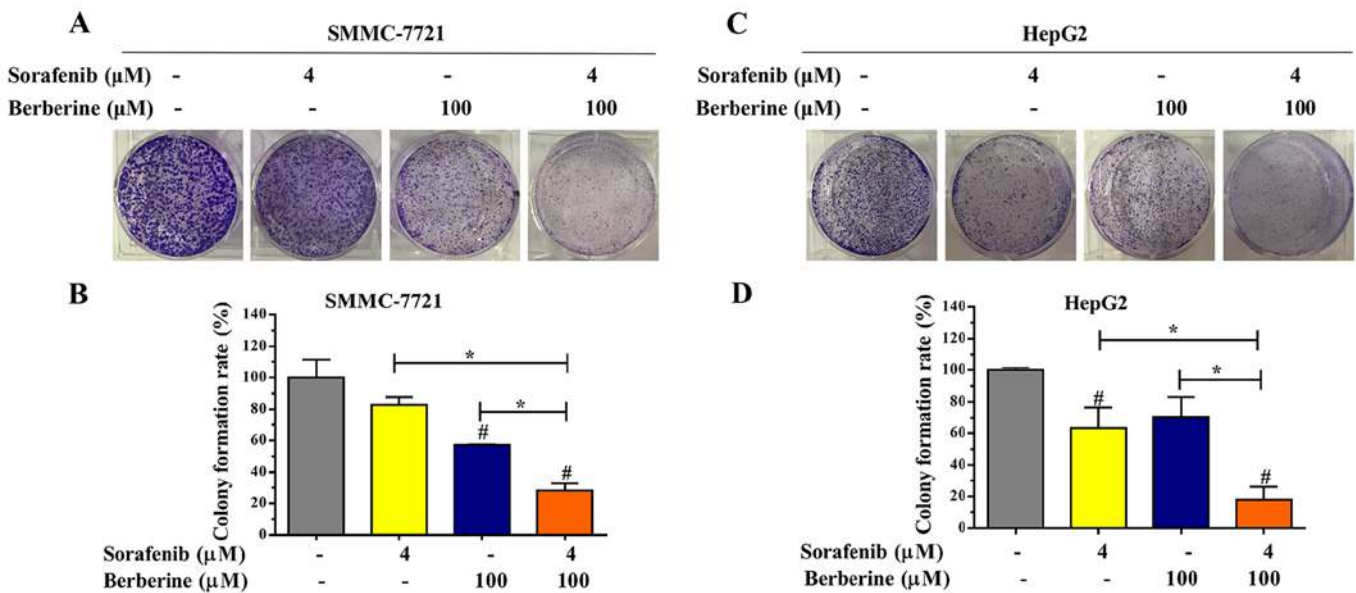 A
SMMC-7721
Sorafenib (μM) - 4 - 4
Berberine (μM) - - 100 100
B
SMMC-7721
Colony formation rate (%)
140
120
100
80
60
40
20
0
*
*
#
#
Sorafenib (μM) - 4 - 4
Berberine (μM) - - 100 100
C
HepG2
Sorafenib (μM) - 4 - 4
Berberine (μM) - - 100 100
D
HepG2
Colony formation rate (%)
140
120
100
80
60
40
20
0
*
*
#
#
Sorafenib (μM) - 4 - 4
Berberine (μM) - - 100 100